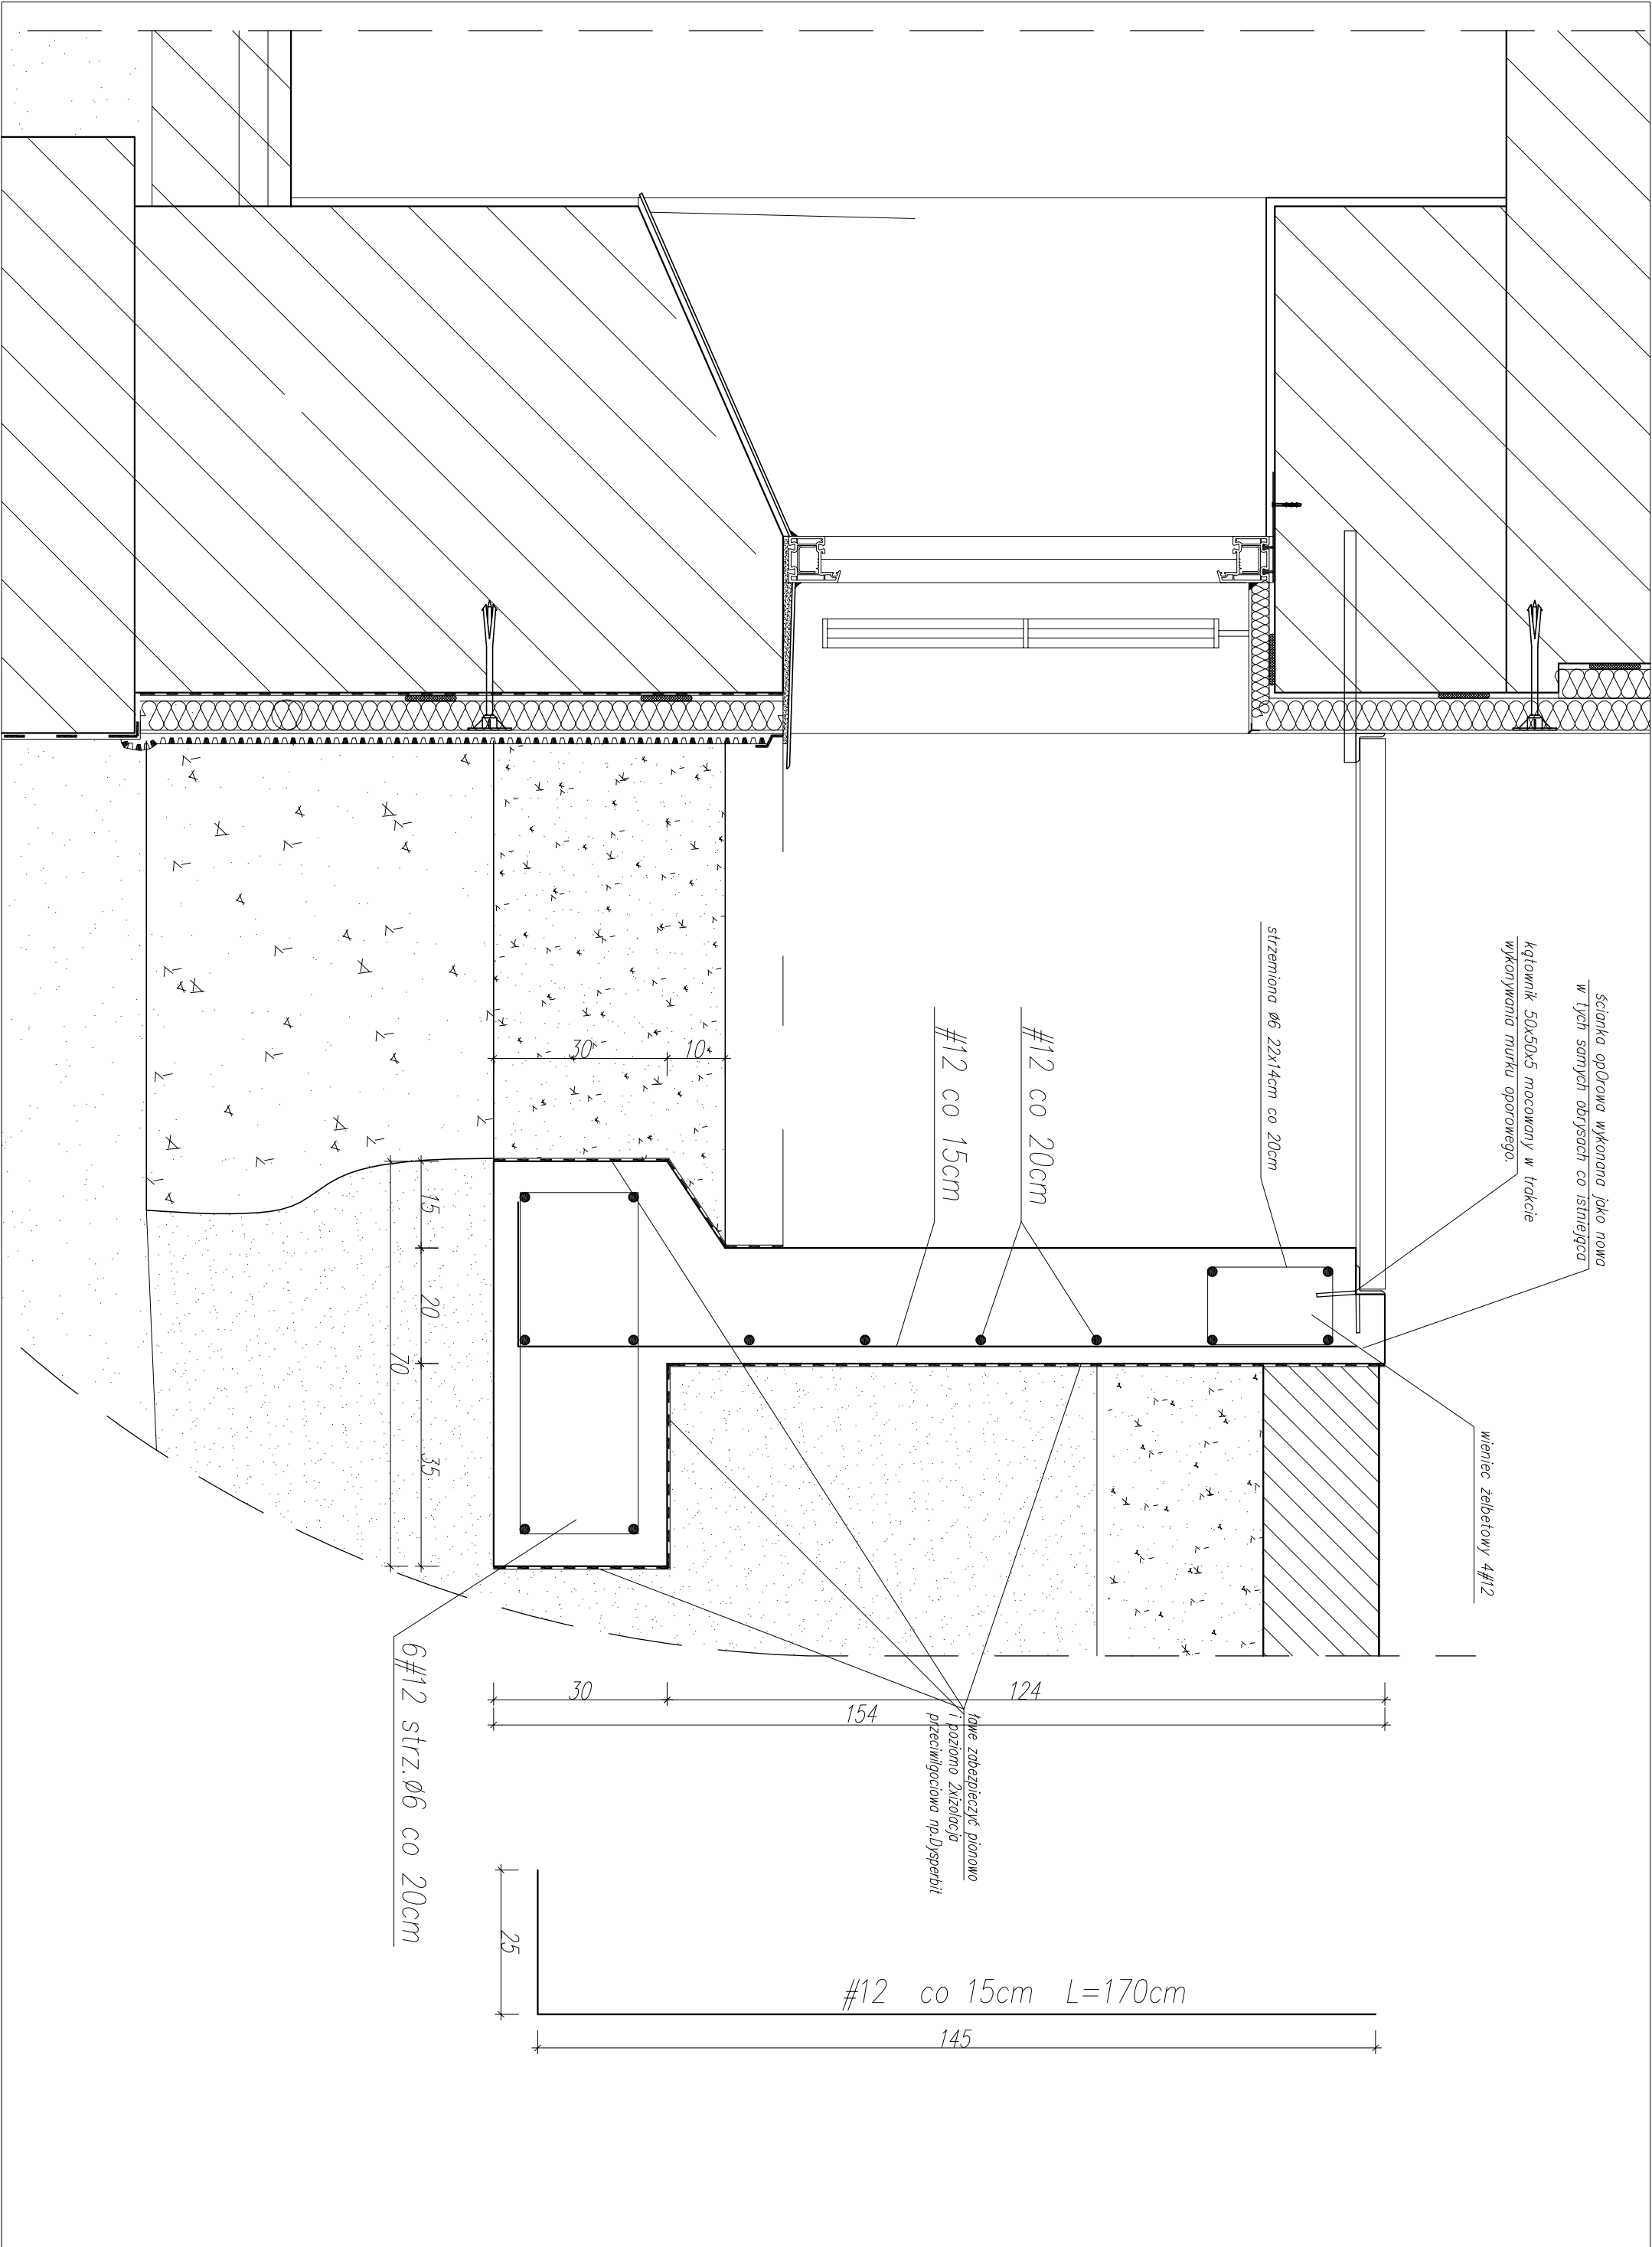 ścianka opOrowa wykonana jako nowa
w tych samych obrysach co istniejąca
kątownik 50x50x5 mocowany w trakcie
wykonywania murku oporowego.
wieniec żelbetowy 4#12
strzemiona ø6 22x14cm co 20cm
#12 co 20cm
#12 co 15cm
30
10
15
20
35
70
124
30
154
ławe zabezpieczyć pionowo
i poziomo 2xizolacja
przeciwilgociowa np.Dysperbit
6#12 strz.ø6 co 20cm
#12 co 15cm L=170cm
25
145